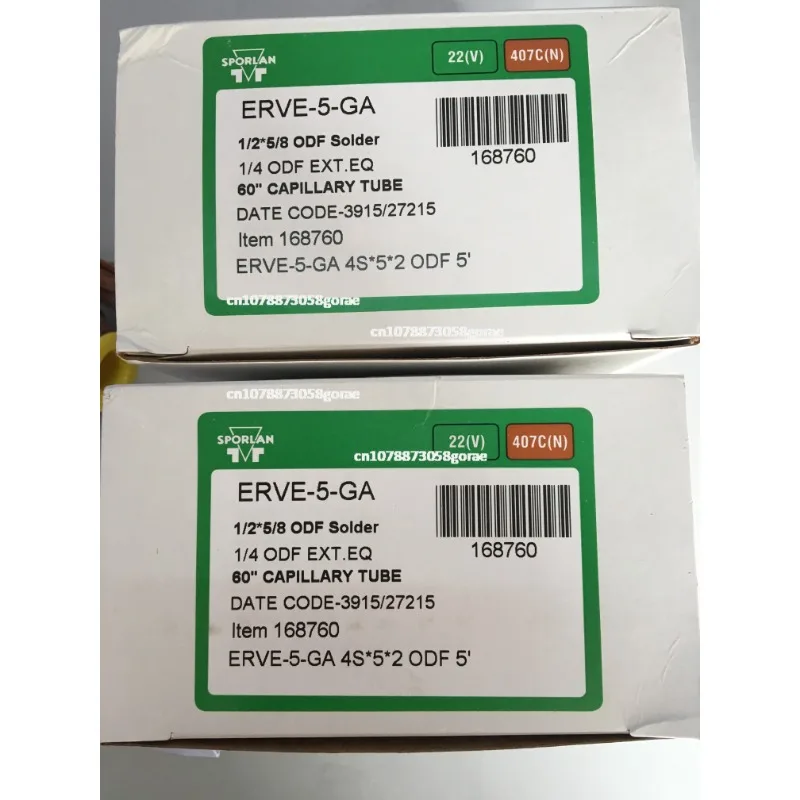 SPORLAN
22(V) 407C(N)
ERVE-5-GA
1/2*5/8 ODF Solder
1/4 ODF EXT.EQ
168760
60" CAPILLARY TUBE
DATE CODE-3915/27215
Item 168760
ERVE-5-GA 4S*5*2 ODF 5'
cn1078873058gorae
cn1078873058gorae
cn1078873058gorae
SPORLAN
22(V) 407C(N)
cn1078873058gorae
ERVE-5-GA
1/2*5/8 ODF Solder
1/4 ODF EXT.EQ
168760
60" CAPILLARY TUBE
DATE CODE-3915/27215
Item 168760
ERVE-5-GA 4S*5*2 ODF 5'